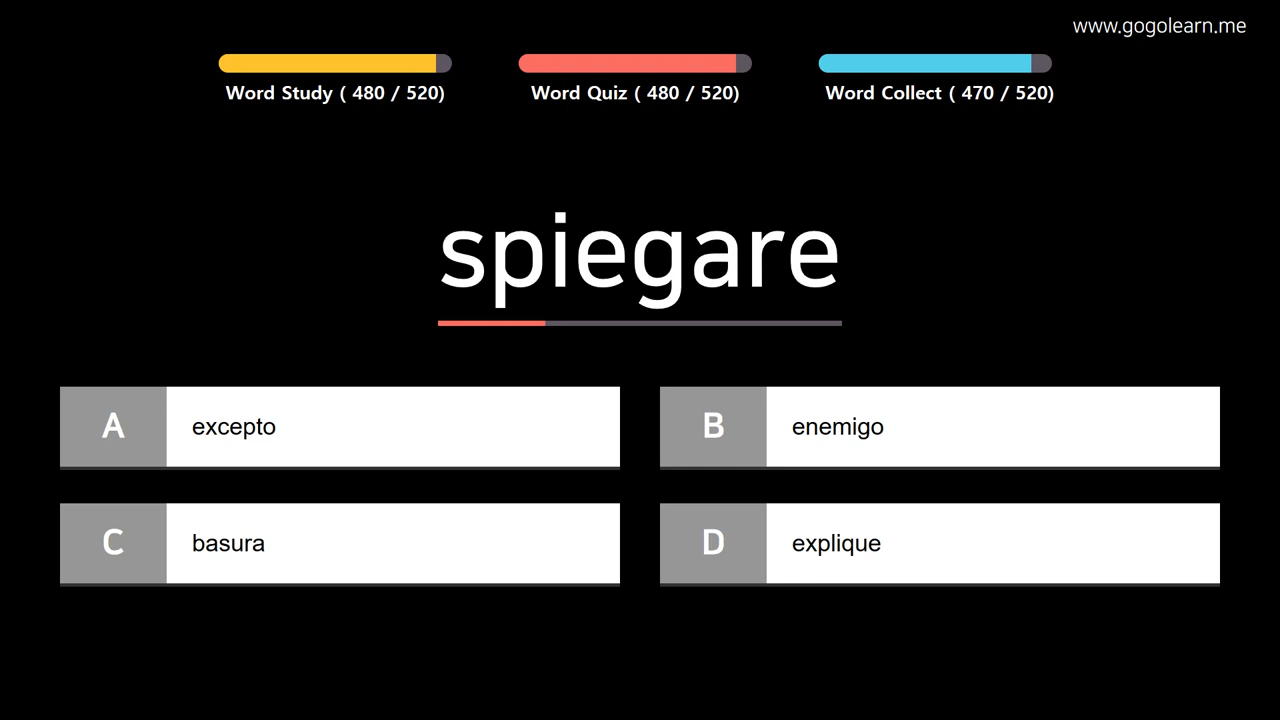 www.gogolearn.me
Word Study ( 480 / 520)
Word Quiz ( 480 / 520)
Word Collect ( 470 / 520)
spiegare
A excepto
B enemigo
C basura
D explique